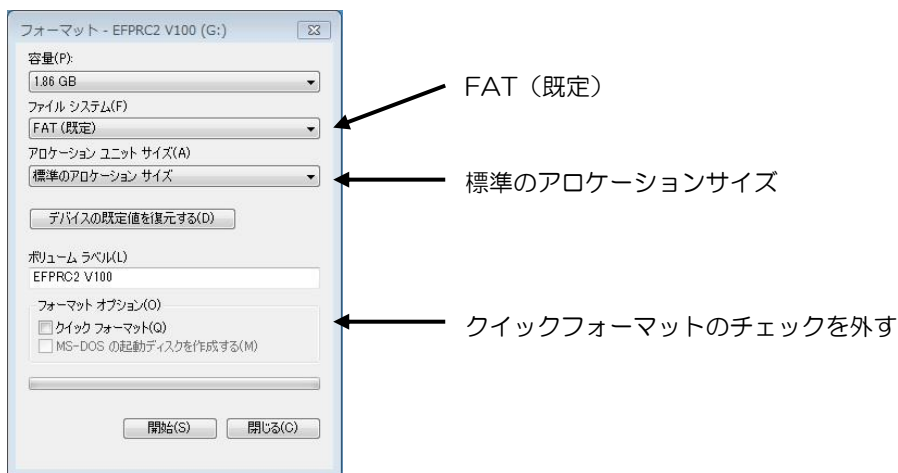 フォーマット - EFPRC2 V100 (G:)
容量(P):
1.86 GB
ファイル システム(F)
FAT (既定)
アロケーション ユニット サイズ(A)
標準のアロケーション サイズ
デバイスの既定値を復元する(D)
ボリューム ラベル(L)
EFPRC2 V100
フォーマット オプション(O)
クイック フォーマット(Q)
MS-DOS の起動ディスクを作成する(M)
開始(S) 閉じる(C)
FAT（既定）
標準のアロケーションサイズ
クイックフォーマットのチェックを外す